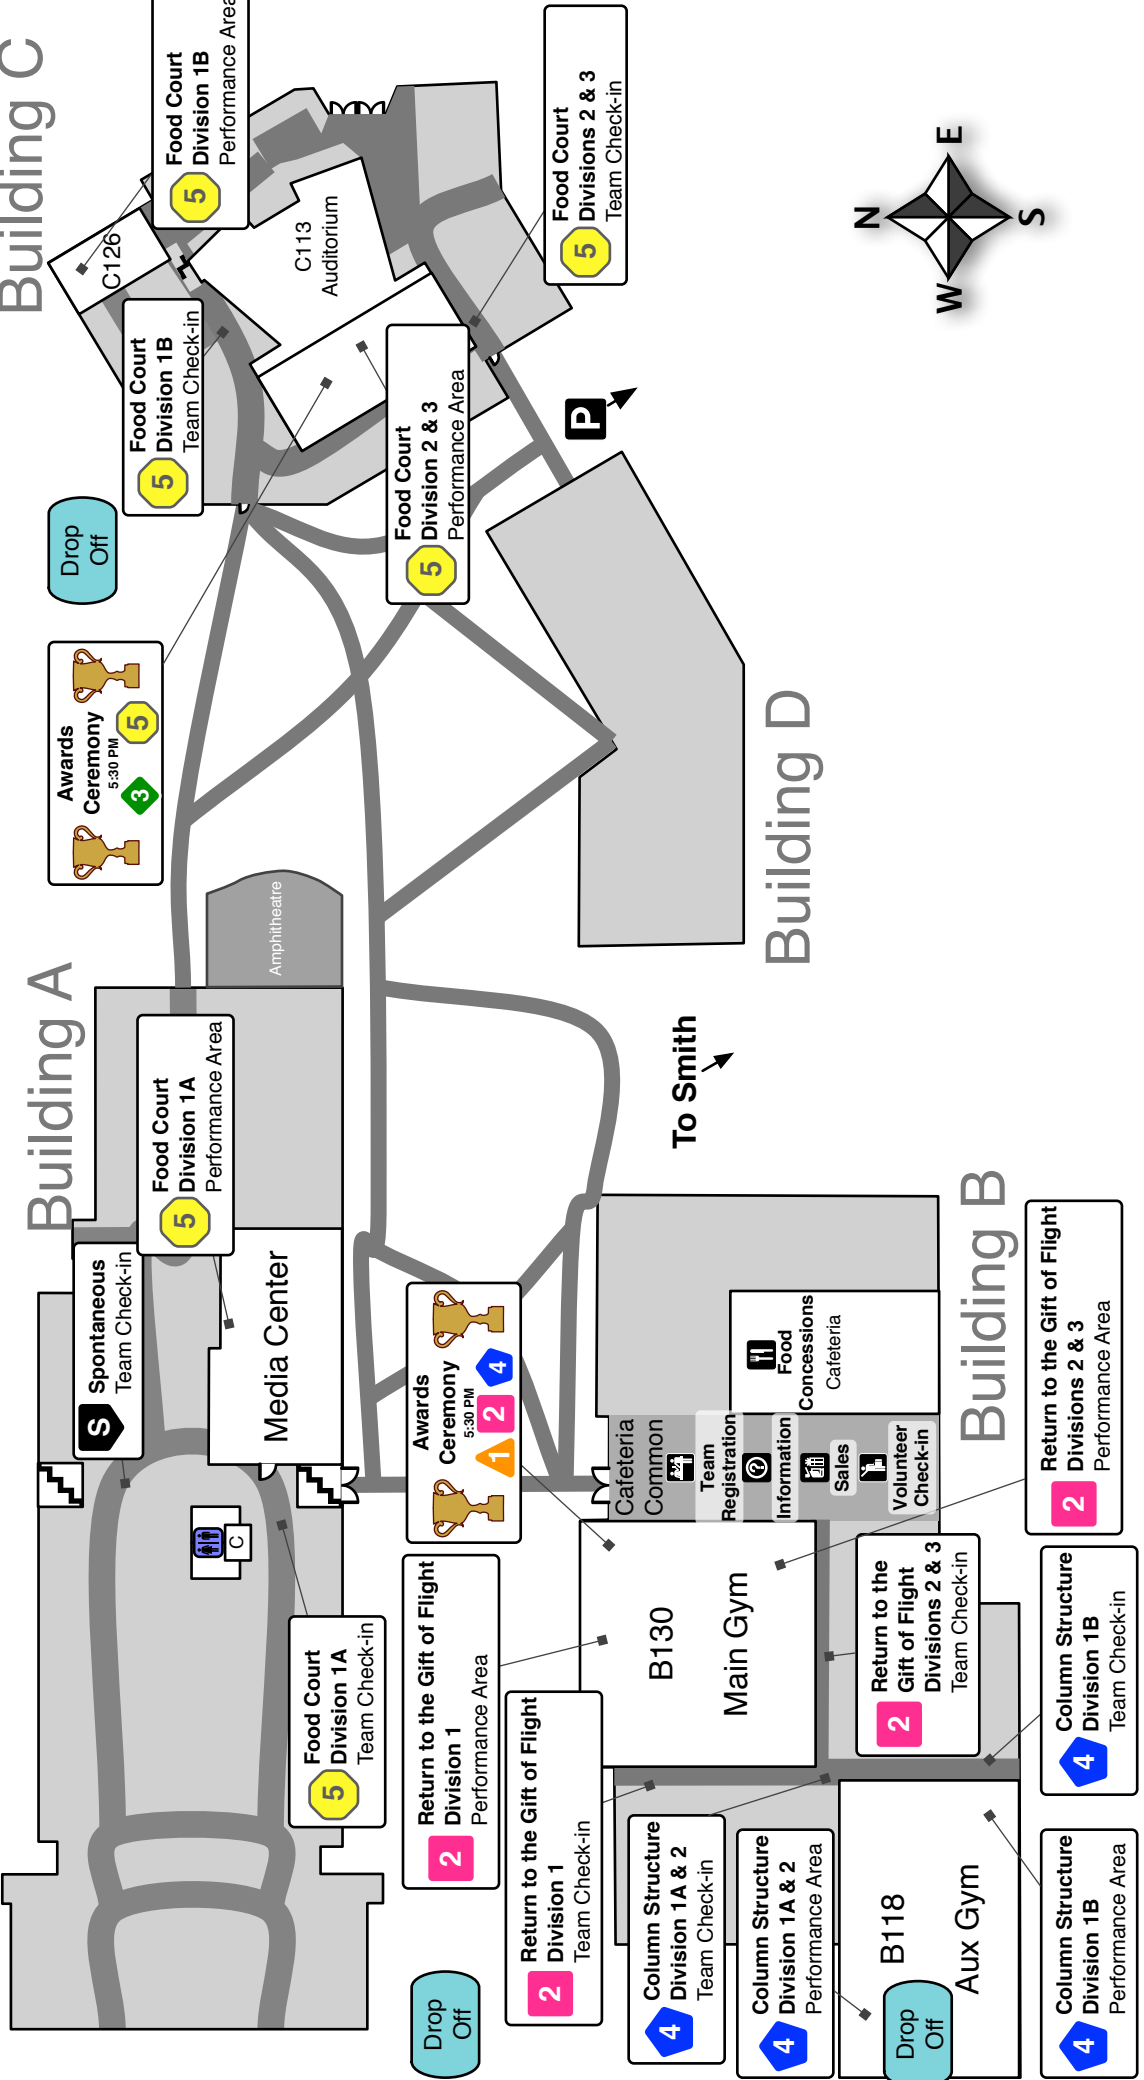 Building C
5
Food Court
Division 1B
Performance Area
C126
C113
Auditorium
5
Food Court
Divisions 2 & 3
Team Check-in
5
Food Court
Division 1B
Team Check-in
5
Food Court
Division 2 & 3
Performance Area
P
N
E
S
W
Drop
Off
Awards
Ceremony
5:30 PM
3
5
Amphitheatre
Building A
Building D
5
Food Court
Division 1A
Performance Area
S
Spontaneous
Team Check-in
Media Center
C
5
Food Court
Division 1A
Team Check-in
To Smith
Awards
Ceremony
5:30 PM
1
2
4
Building B
Food
Concessions
Cafeteria
Cafeteria
Common
Team
Registration
?
Information
Sales
Volunteer
Check-in
2
Return to the Gift of Flight
Division 1
Performance Area
2
Return to the Gift of Flight
Division 1
Team Check-in
B130
Main Gym
2
Return to the Gift of Flight
Divisions 2 & 3
Performance Area
2
Return to the
Gift of Flight
Divisions 2 & 3
Team Check-in
4
Column Structure
Division 1A & 2
Team Check-in
4
Column Structure
Division 1A & 2
Performance Area
4
Column Structure
Division 1B
Team Check-in
4
Column Structure
Division 1B
Performance Area
B118
Aux Gym
Drop
Off
Drop
Off